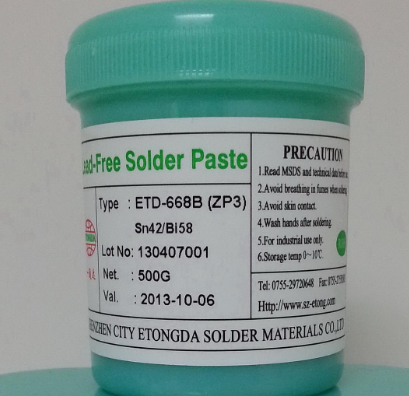 Lead-Free Solder Paste
Type : ETD-668B (ZP3)
Sn42/Bi58
Lot No: 130407001
Net. : 500G
Val. : 2013-10-06
PRECAUTION
1.Read MSDS and technical data before
2.Avoid breathing in fumes when soldering
3.Avoid skin contact.
4.Wash hands after soldering.
5.For industrial use only.
6.Storage temp 0~10℃.
Tel: 0755-29720648 Fax:
Http://www.sz-etong.com
SHENZHEN CITY ETONGDA SOLDER MATERIALS CO.,LTD